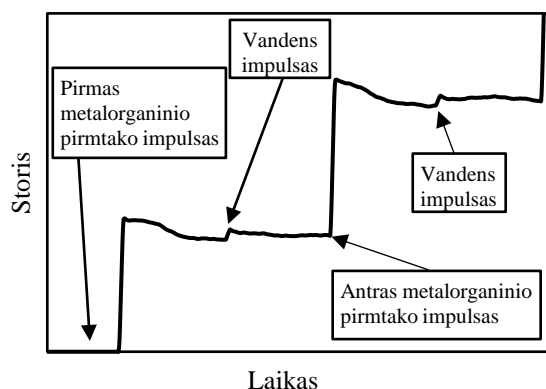 Vandens
impulsas
Pirmas
metalorganinio
pirmtako impulsas
Vandens
impulsas
Antras metalorganinio
pirmtako impulsas
Storis
Laikas